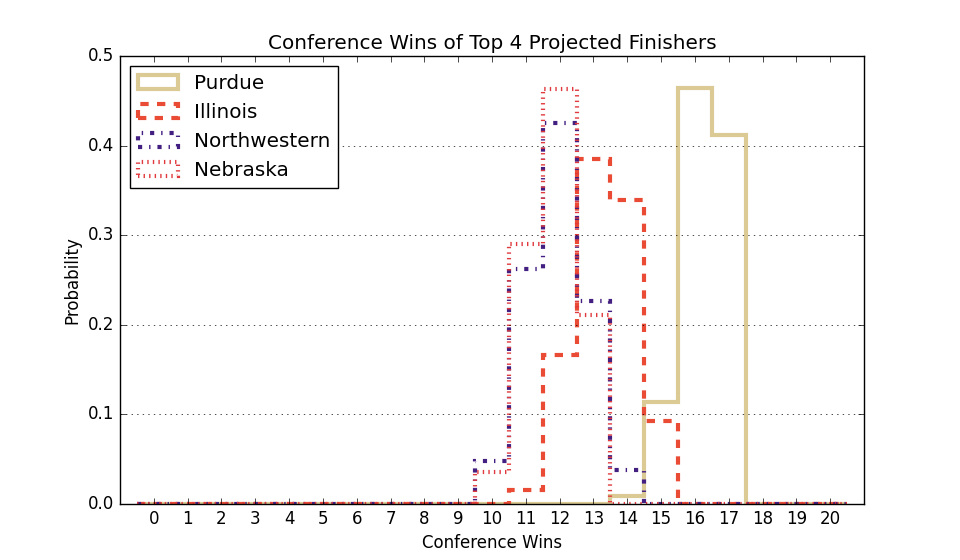 Conference Wins of Top 4 Projected Finishers
0.5
Purdue
Illinois
Northwestern
Nebraska
0.4
0.3
0.2
0.1
0.0
Probability
0 1 2 3 4 5 6 7 8 9 10 11 12 13 14 15 16 17 18 19 20
Conference Wins